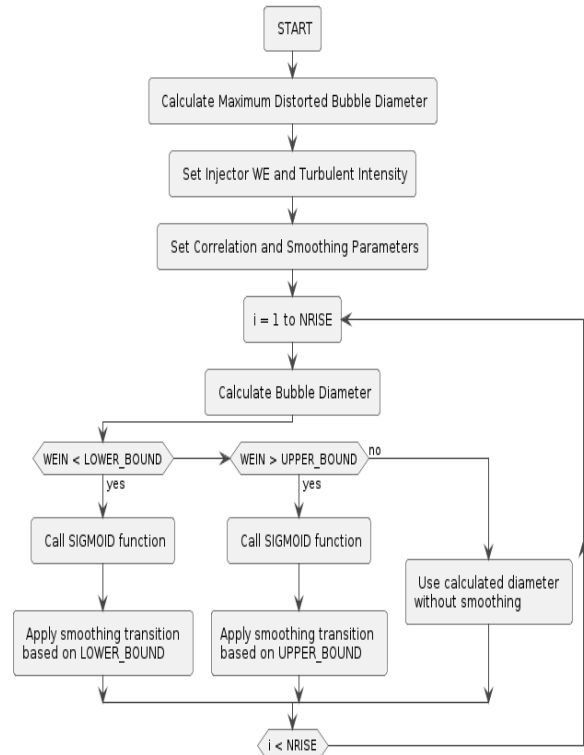 START
Calculate Maximum Distorted Bubble Diameter
Set Injector WE and Turbulent Intensity
Set Correlation and Smoothing Parameters
i = 1 to NRISE
Calculate Bubble Diameter
WEIN < LOWER_BOUND
WEIN > UPPER_BOUND
no
yes
yes
Call SIGMOID function
Call SIGMOID function
Use calculated diameter
without smoothing
Apply smoothing transition
based on LOWER_BOUND
Apply smoothing transition
based on UPPER_BOUND
i < NRISE